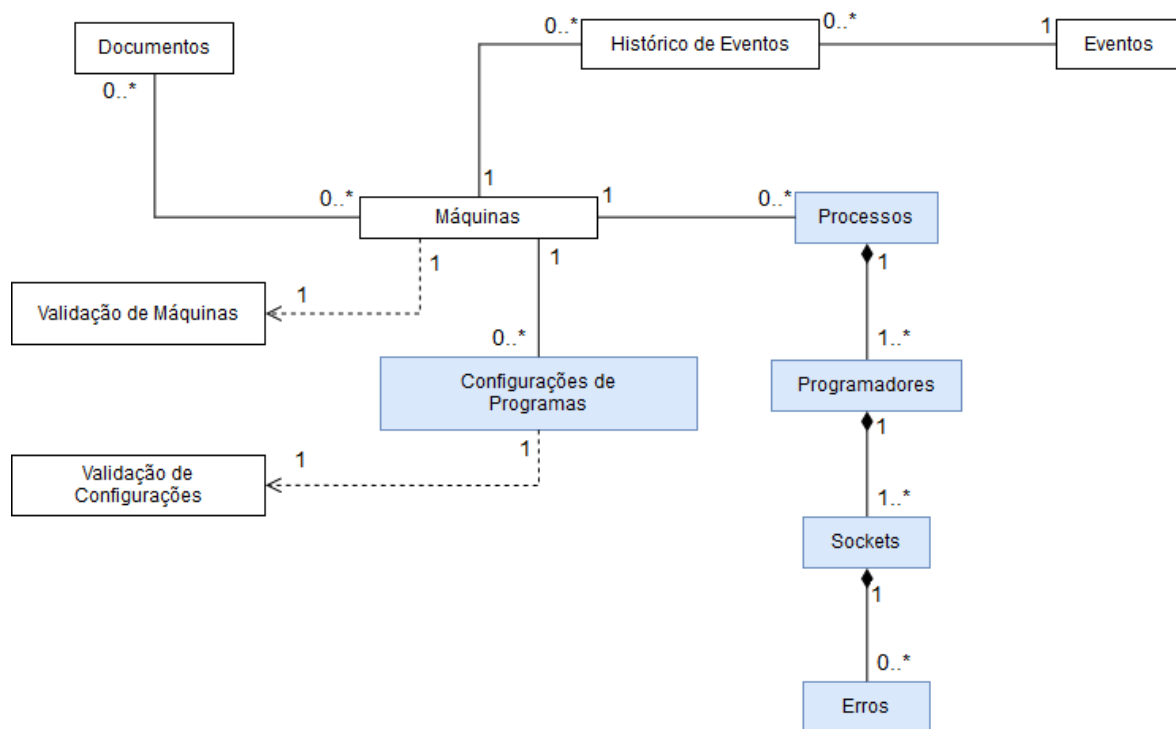 Documentos
0..*
0..*
Histórico de Eventos
0..*
1
Eventos
1
0..*
Máquinas
1
0..*
Processos
1
1
1
Validação de Máquinas
1
0..*
1..*
Configurações de
Programas
Programadores
1
1
1
Validação de
Configurações
1..*
Sockets
1
0..*
Erros